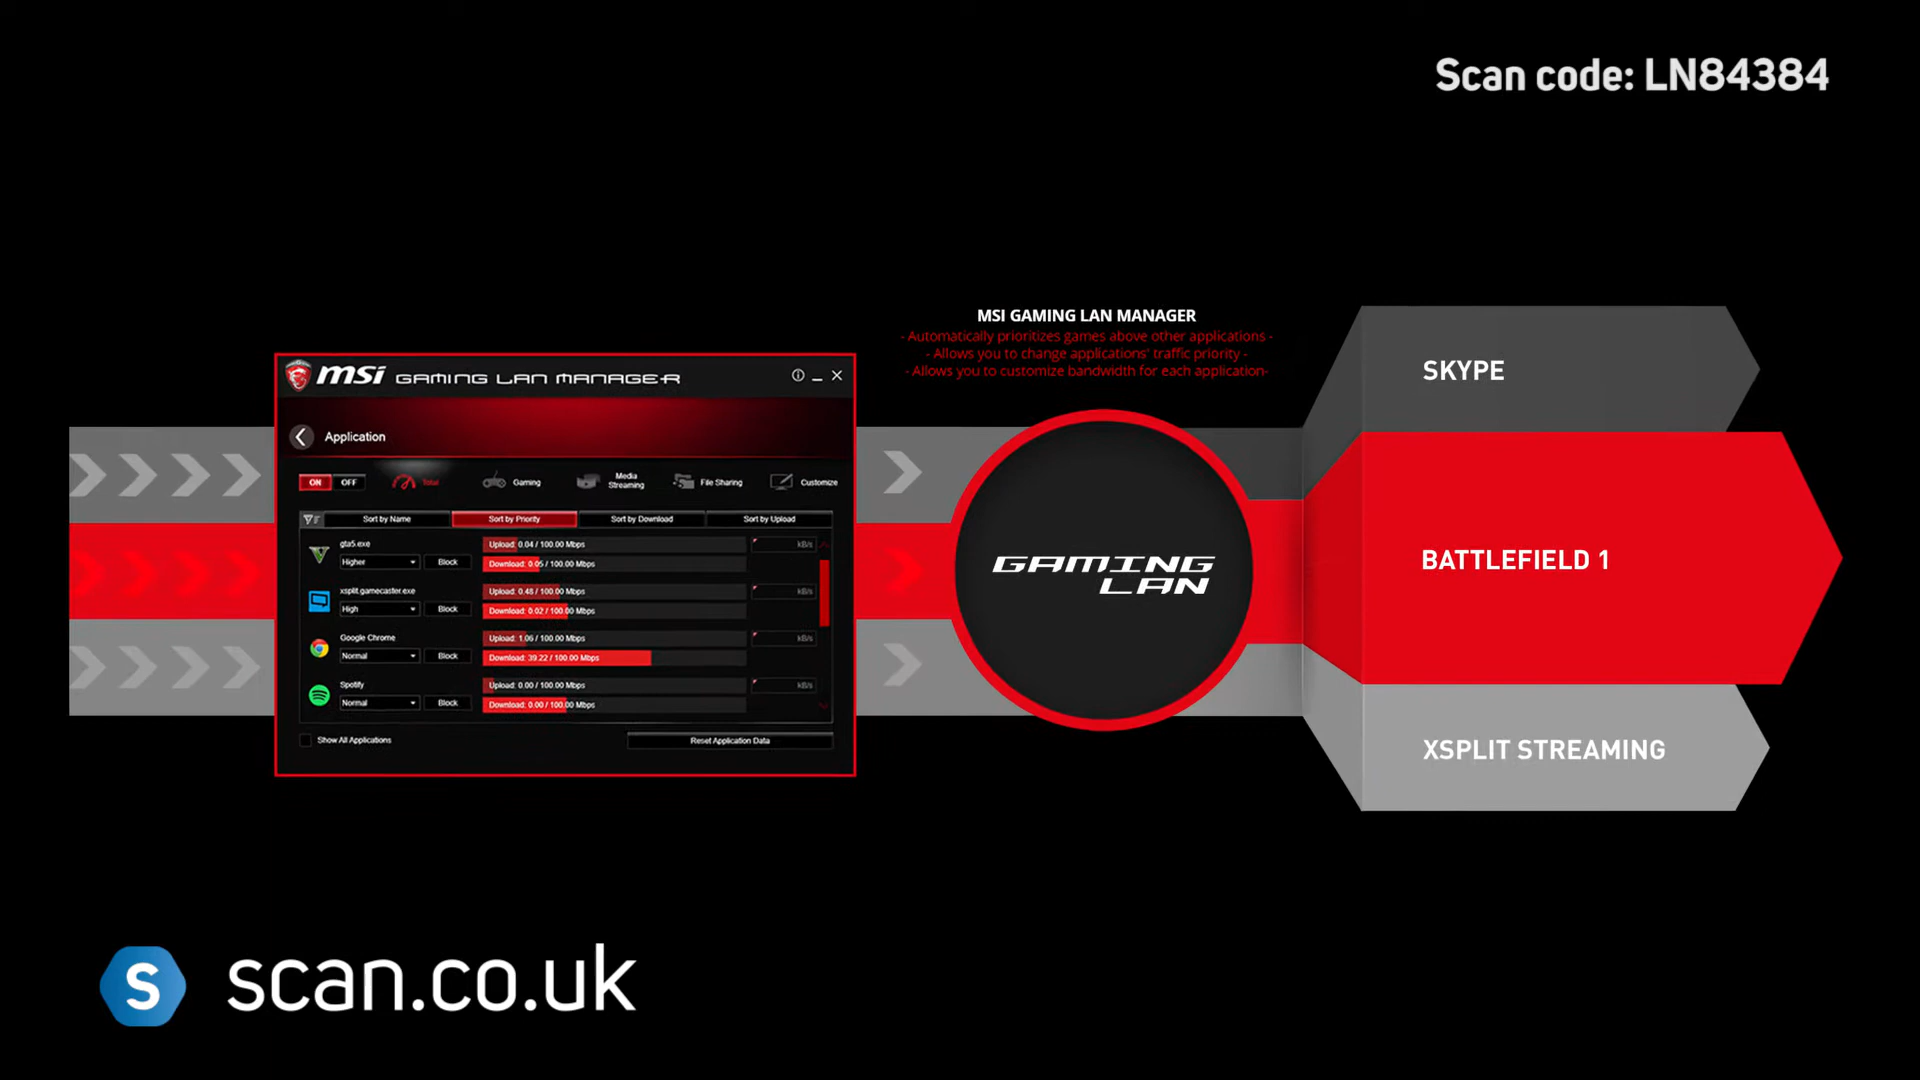 Scan code: LN84384
MSI GAMING LAN MANAGER
- Automatically prioritizes games above other applications -
- Allows you to change applications' traffic priority -
- Allows you to customize bandwidth for each application-
msi GAMING LAN MANAGER
Application
ON OFF Total Gaming Media Streaming File Sharing Customize
Sort by Name Sort by Priority Sort by Download Sort by Upload
gta5.exe Upload: 0.04 / 100.00 Mbps kB/s
Higher Block Download: 0.05 / 100.00 Mbps
xsplit.gamecaster.exe Upload: 0.48 / 100.00 Mbps kB/s
High Block Download: 0.02 / 100.00 Mbps
Google Chrome Upload: 1.06 / 100.00 Mbps kB/s
Normal Block Download: 39.22 / 100.00 Mbps
Spotify Upload: 0.00 / 100.00 Mbps kB/s
Normal Block Download: 0.00 / 100.00 Mbps
Show All Applications Reset Application Data
GAMING
LAN
SKYPE
BATTLEFIELD 1
XSPLIT STREAMING
S scan.co.uk